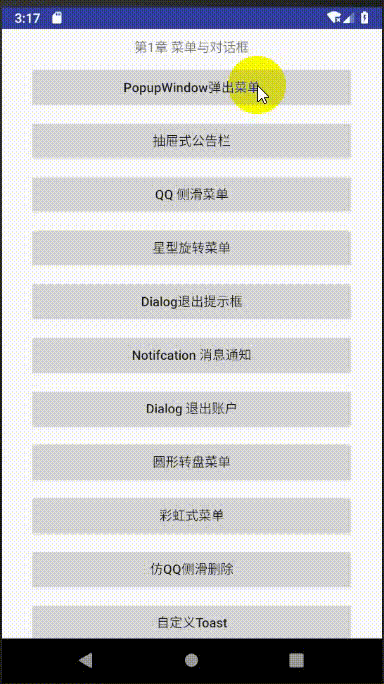 3:17
第1章 菜单与对话框
PopupWindow弹出菜单
抽屉式公告栏
QQ 侧滑菜单
星型旋转菜单
Dialog退出提示框
Notifcation 消息通知
Dialog 退出账户
圆形转盘菜单
彩虹式菜单
仿QQ侧滑删除
自定义Toast